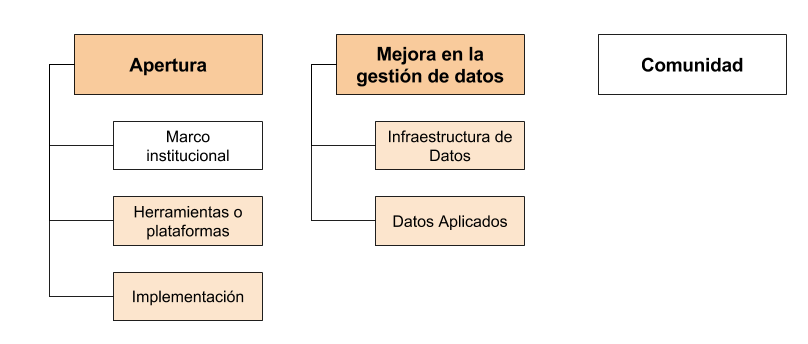 Apertura
Marco
institucional
Herramientas o
plataformas
Implementación
Mejora en la
gestión de datos
Infraestructura de
Datos
Datos Aplicados
Comunidad